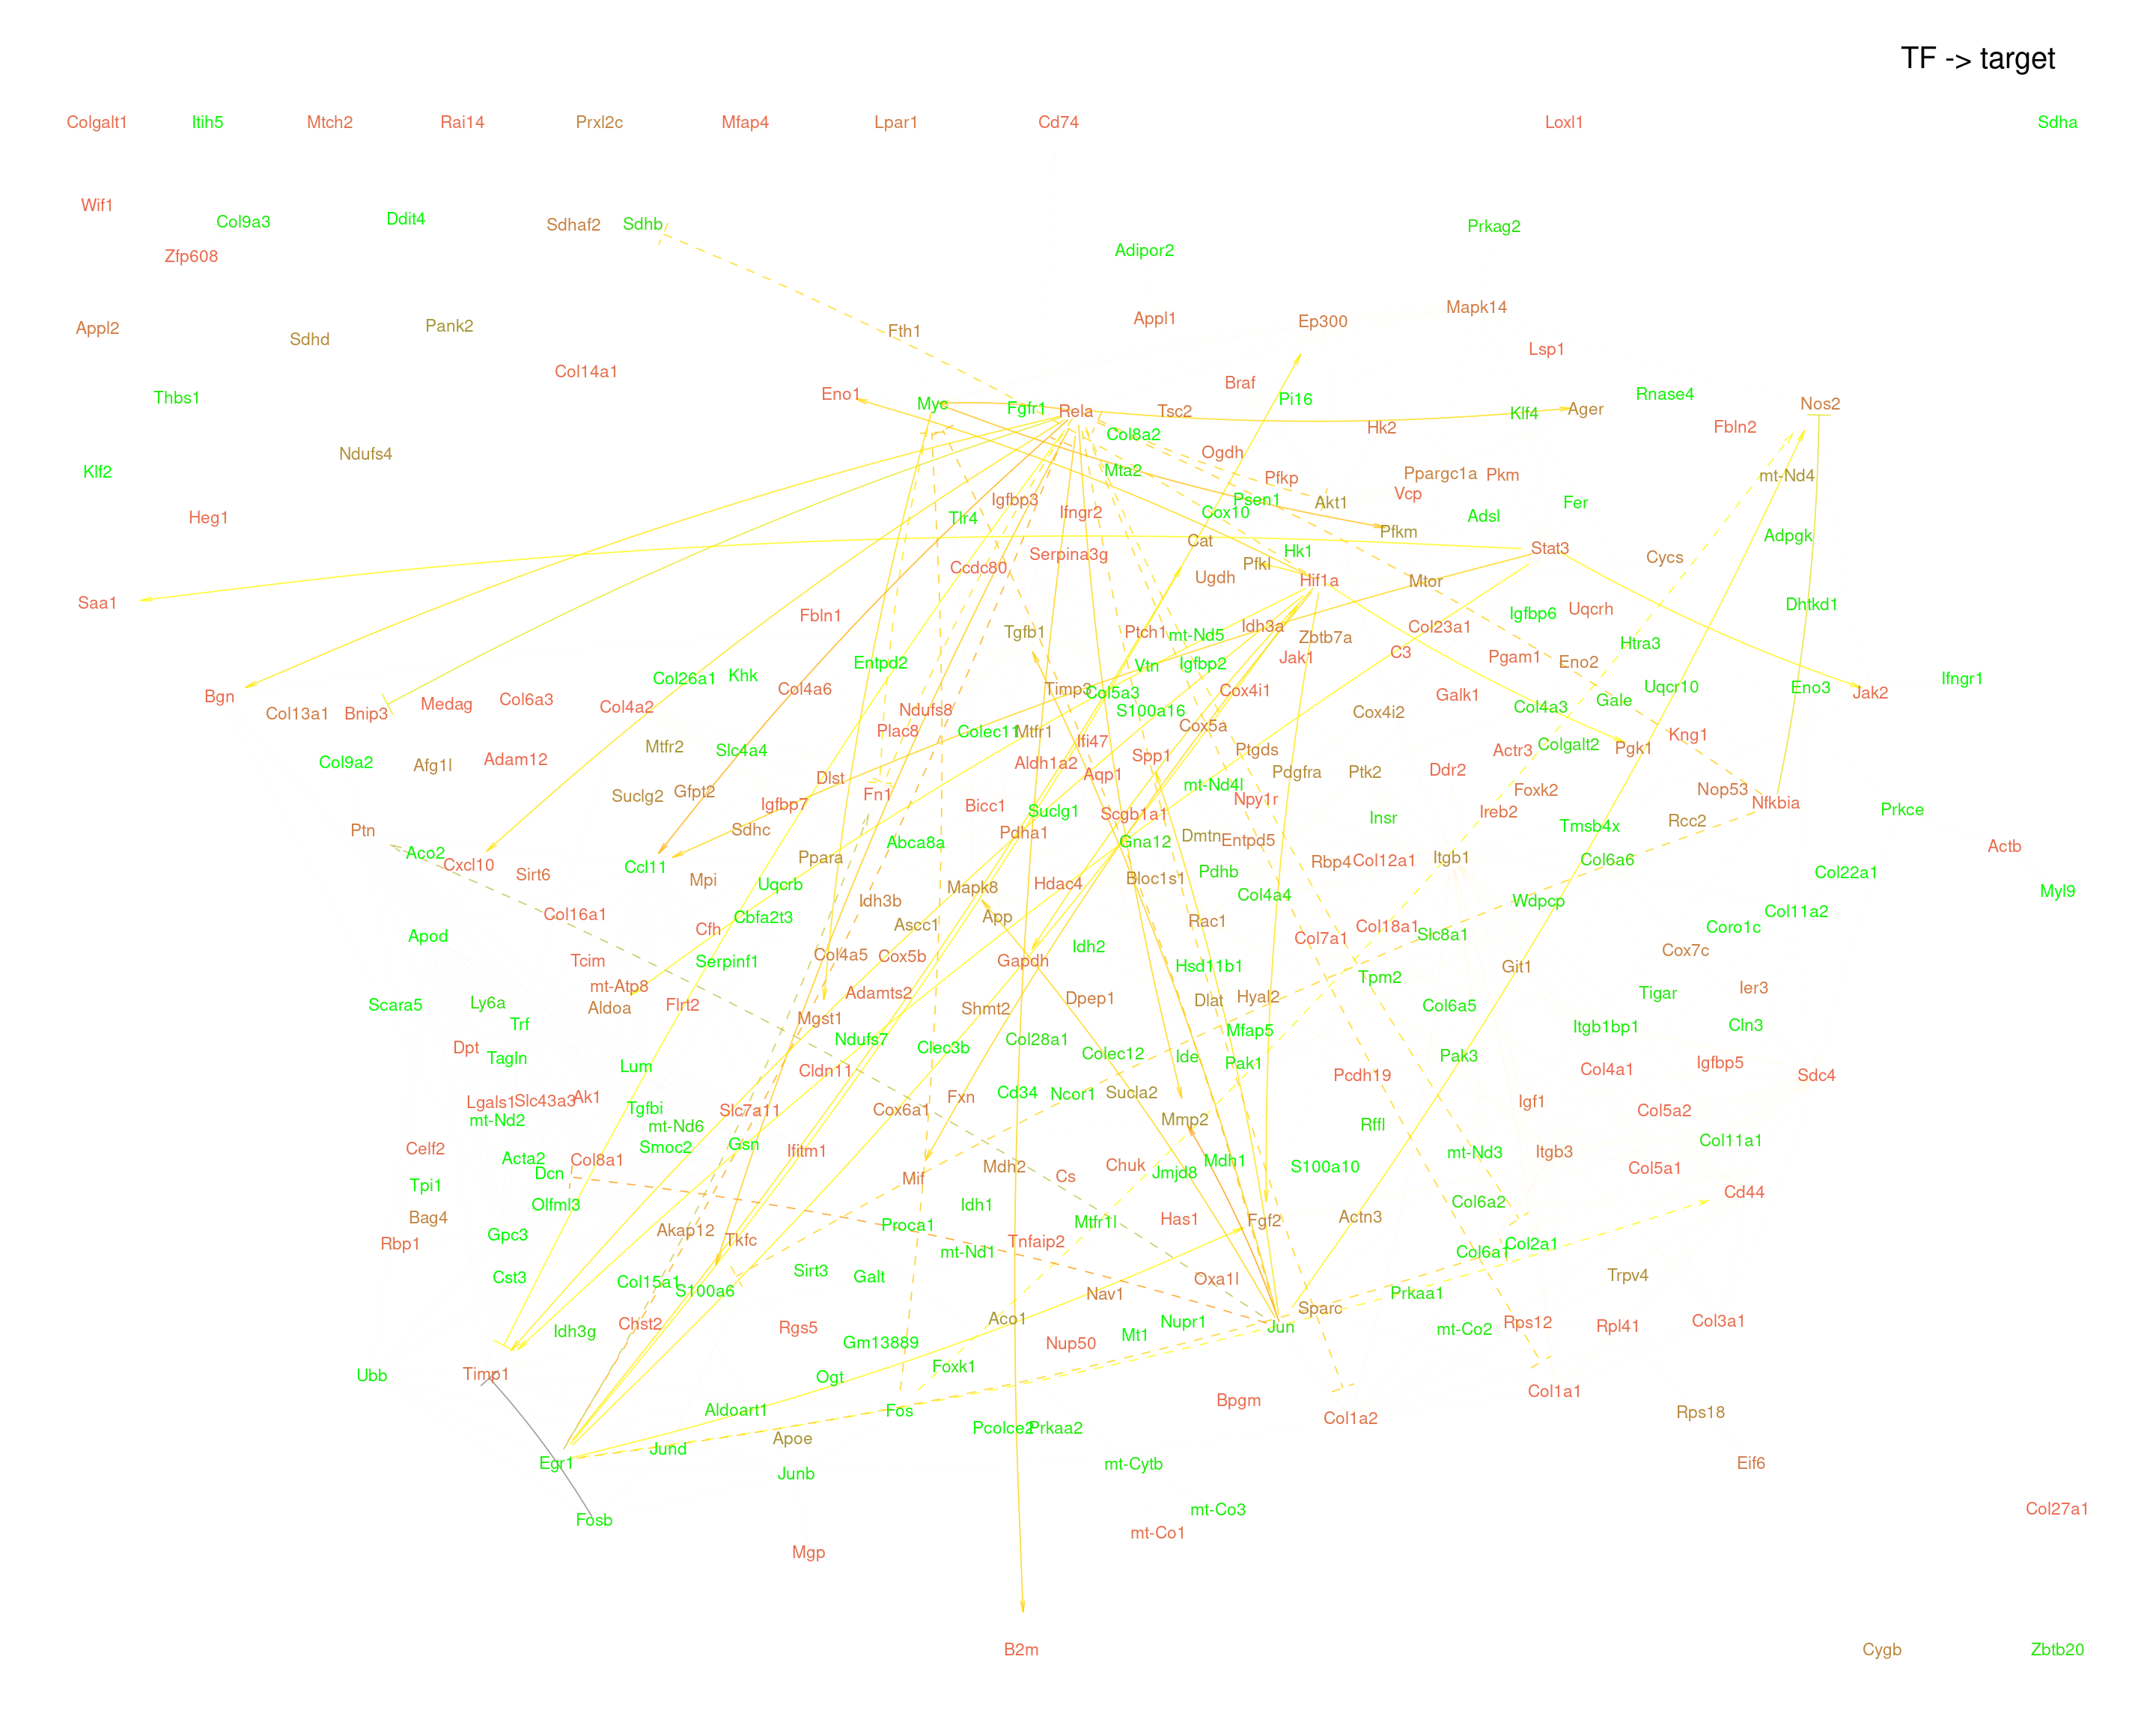 TF -> target
Colgalt1 Itih5 Mtch2 Rai14 Prxl2c Mfap4 Lpar1 Cd74 Loxl1 Sdha
Wif1
Col9a3 Ddit4 Sdhaf2 Sdhb Prkag2
Zfp608 Adipor2
Mapk14
Appl2 Sdhd Pank2 Fth1 Appl1 Ep300
Lsp1
Col14a1
Thbs1 Eno1 Myc Fgfr1 Rela Tsc2 Braf Pi16 Klf4 Ager Rnase4 Nos2
Col8a2 Hk2 Fbln2
Klf2 Ndufs4 Mta2 Ogdh Pfkp Ppargc1a Pkm mt-Nd4
Heg1 Tlr4 Igfbp3 Ifngr2 Cox10 Psen1 Akt1 Vcp Adsl Fer
Cat Pfkm Adpgk
Ccdc80 Serpina3g Ugdh Pfkl Hk1 Stat3 Cycs
Saa1 Hif1a Mtor
Fbln1 Tgfb1 Ptch1 mt-Nd5 Idh3a Zbtb7a Col23a1 Igfbp6 Uqcrh Dhtkd1
Entpd2 Vtn Igfbp2 Jak1 C3 Pgam1 Eno2 Htra3
Bgn Col26a1 Khk Col4a6 Timp3 Col5a3 Cox4i1 Galk1 Uqcr10 Eno3 Jak2 Ifngr1
Col13a1 Bnip3 Medag Col6a3 Col4a2 Ndufs8 S100a16 Cox4i2 Col4a3 Gale
Plac8 Colec11 Mtfr1 Cox5a
Col9a2 Afg1l Adam12 Mtfr2 Slc4a4 Ifi47 Spp1 Ptgds Actr3 Colgalt2 Pgk1 Kng1
Dlst Aldh1a2 Aqp1 Pdgfra Ptk2 Ddr2
Suclg2 Gfpt2 Igfbp7 Fn1 Bicc1 Suclg1 Scgb1a1 mt-Nd4l Npy1r Foxk2 Nop53 Nfkbia
Ptn Sdhc Pdha1 Insr Ireb2 Tmsb4x Rcc2 Prkce
Aco2 Cxcl10 Ccl11 Ppara Abca8a Gna12 Dmtn Entpd5 Actb
Sirt6 Mpi Uqcrb Mapk8 Hdac4 Bloc1s1 Pdhb Rbp4 Col12a1 Itgb1 Col6a6 Col22a1
Col16a1 Cbfa2t3 Idh3b App Col4a4 Wdpcp Myl9
Apod Cfh Ascc1 Idh2 Rac1 Col7a1 Col18a1 Slc8a1 Coro1c Col11a2
Tcim Serpinf1 Col4a5 Cox5b Gapdh Hsd11b1 Tpm2 Git1 Cox7c
mt-Atp8
Scara5 Ly6a Aldoa Flrt2 Adamts2 Shmt2 Dpep1 Dlat Hyal2 Col6a5 Tigar Ier3
Trf Mgst1 Mfap5 Itgb1bp1 Cln3
Dpt Tagln Lum Ndufs7 Clec3b Col28a1 Colec12 Ide Pak1 Pak3
Cldn11 Pcdh19 Col4a1 Igfbp5 Sdc4
Lgals1 Slc43a3 Ak1 Tgfbi Slc7a11 Cox6a1 Fxn Cd34 Ncor1 Sucla2 Igf1 Col5a2
mt-Nd2 mt-Nd6 Mmp2 Rffl
Celf2 Acta2 Col8a1 Smoc2 Gsn Ifitm1 mt-Nd3 Itgb3 Col11a1
Tpi1 Dcn Mif Mdh2 Cs Chuk Jmjd8 Mdh1 S100a10 Col5a1
Bag4 Olfml3 Idh1 Col6a2 Cd44
Rbp1 Gpc3 Akap12 Tkfc Proca1 mt-Nd1 Tnfaip2 Mtfr1l Has1 Fgf2 Actn3 Col6a1 Col2a1
Cst3 Col15a1 S100a6 Sirt3 Galt Nav1 Oxa1l Prkaa1 Trpv4
Idh3g Chst2 Rgs5 Gm13889 Aco1 Nup50 Mt1 Nupr1 Jun Sparc mt-Co2 Rps12 Rpl41 Col3a1
Ubb Timp1 Ogt Foxk1
Aldoart1 Fos Bpgm Col1a2 Col1a1 Rps18
Egr1 Jund Apoe Pcolce2 Prkaa2
Junb mt-Cytb Eif6
Fosb mt-Co1 mt-Co3 Col27a1
Mgp
B2m Cygb Zbtb20